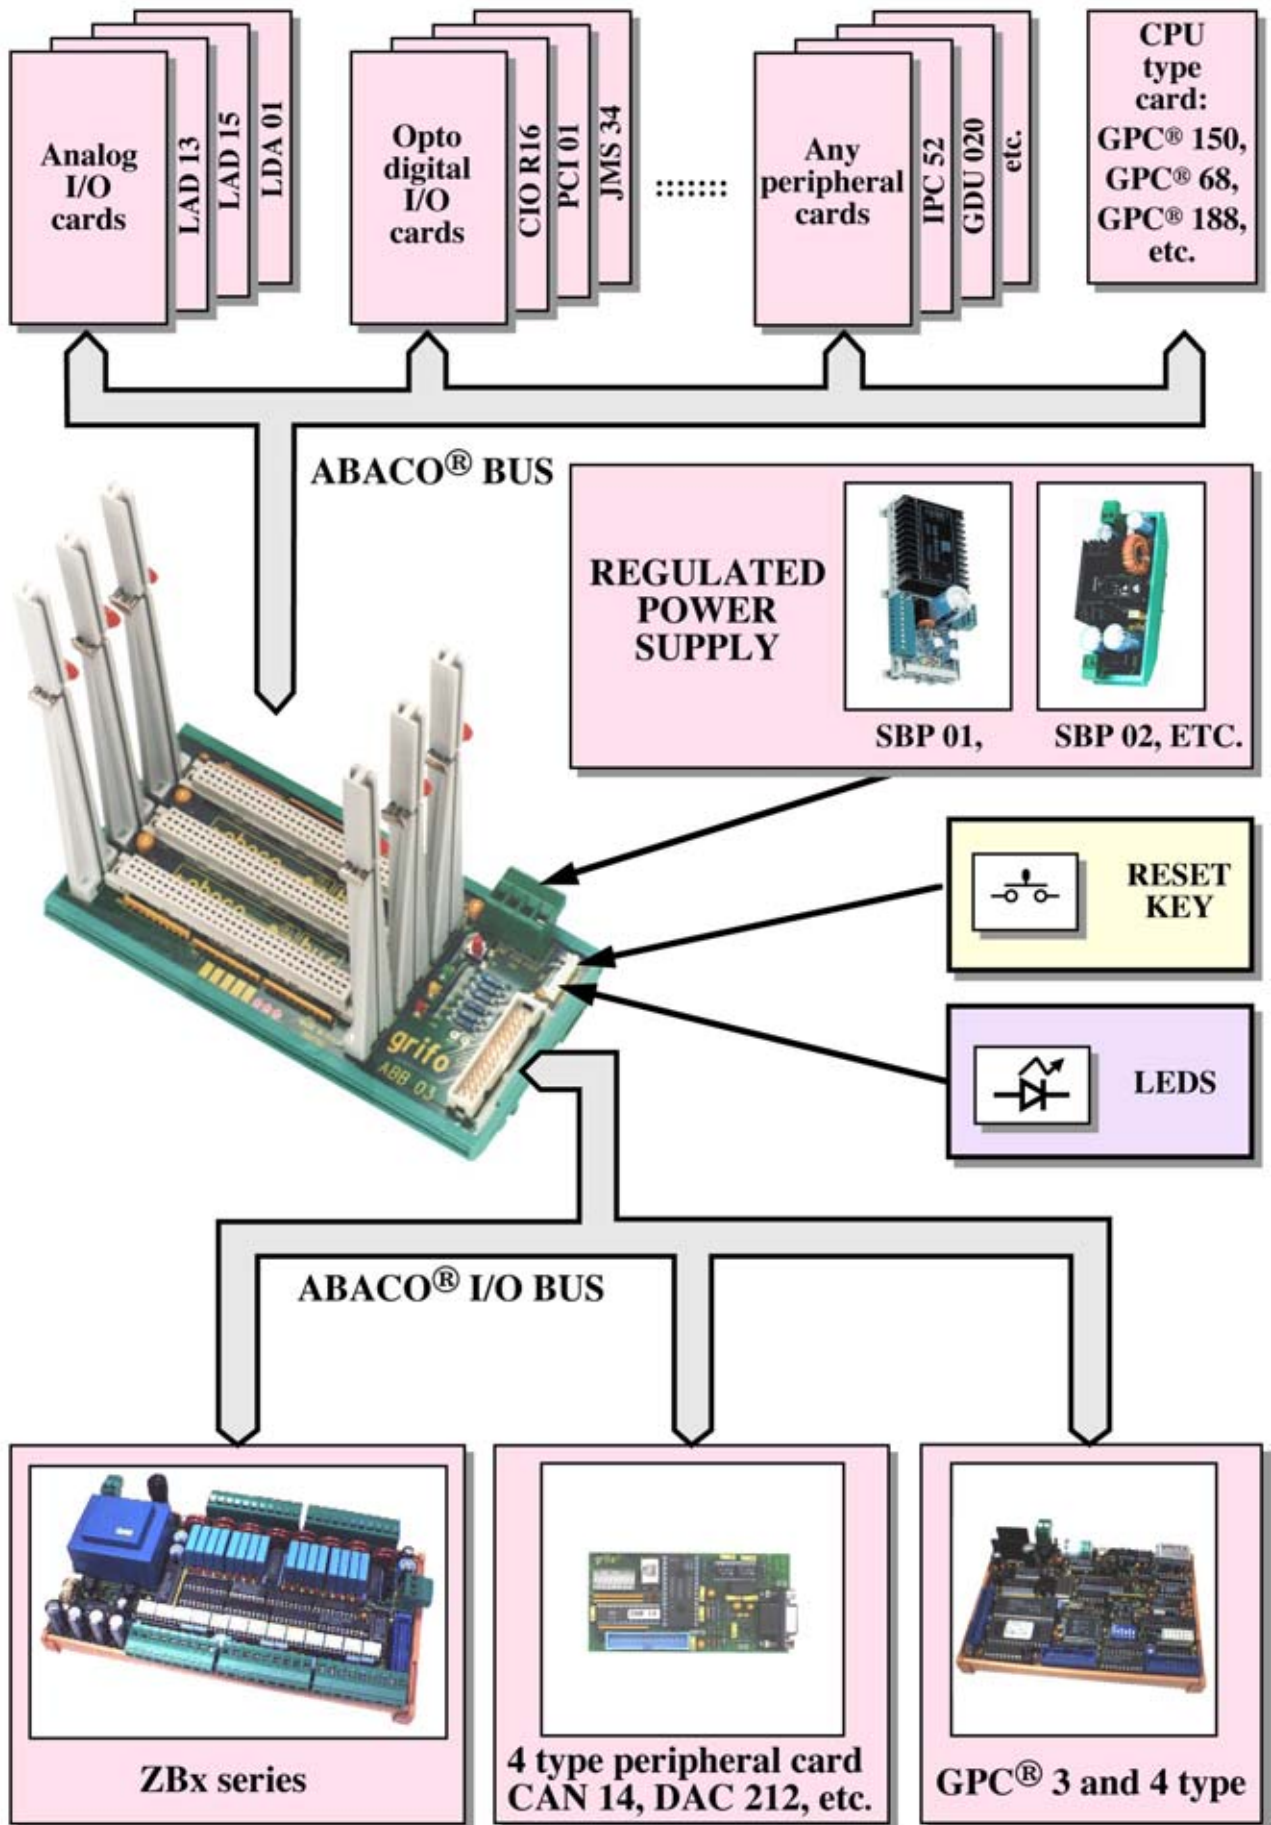 Analog
I/O
cards
LAD 13
LAD 15
LDA 01
Opto
digital
I/O
cards
CIO R16
PCI 01
JMS 34
.......
Any
peripheral
cards
IPC 52
GDU 020
etc.
CPU
type
card:
GPC® 150,
GPC® 68,
GPC® 188,
etc.
ABACO® BUS
REGULATED
POWER
SUPPLY
SBP 01,
SBP 02, ETC.
RESET
KEY
LEDS
grifo
ABB 03
ABACO® I/O BUS
ZBx series
4 type peripheral card
CAN 14, DAC 212, etc.
GPC® 3 and 4 type